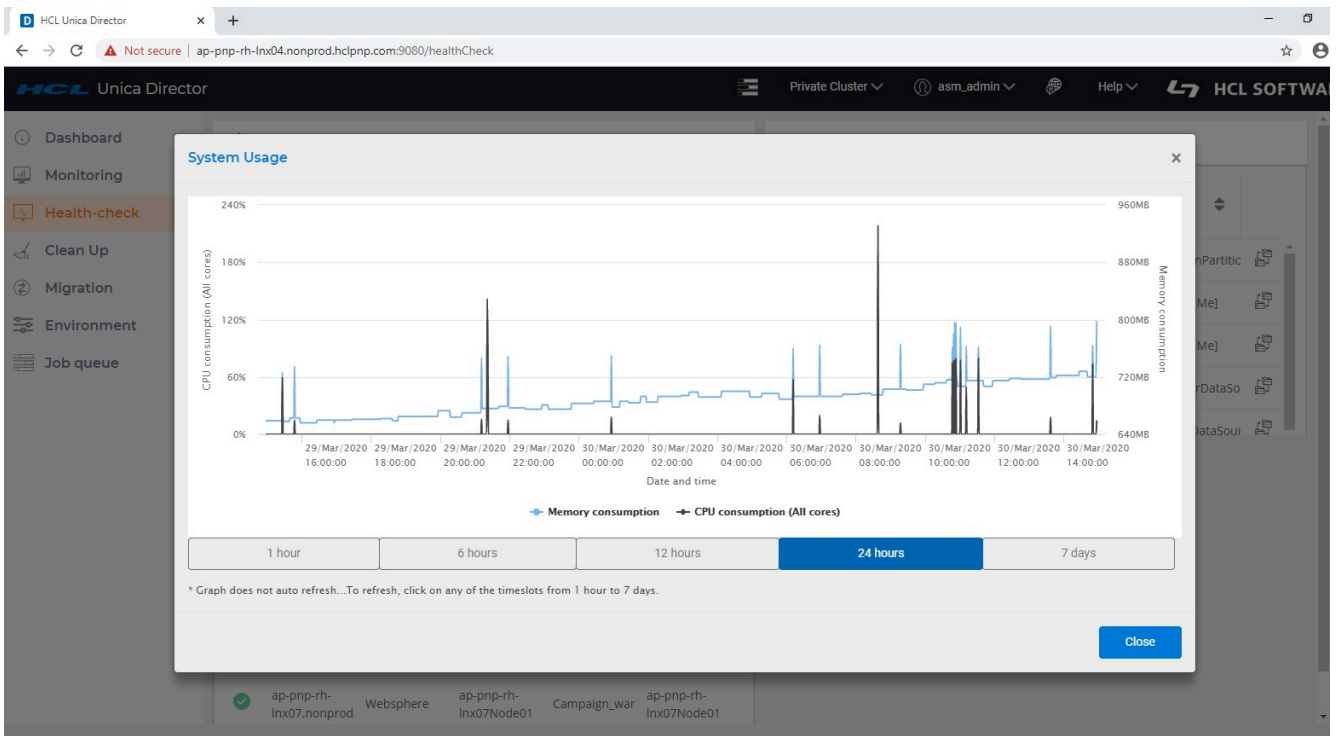 HCL Unica Director
Not secure | ap-pnp-rh-lnx04.nonprod.hclpnp.com:9080/healthCheck
HCL Unica Director
Private Cluster
asm_admin
Help
HCL SOFTWA
Dashboard
Monitoring
Health-check
Clean Up
Migration
Environment
Job queue
System Usage
×
240%
180%
120%
60%
0%
CPU consumption (All cores)
960MB
880MB
800MB
720MB
640MB
Memory consumption
29/Mar/2020 29/Mar/2020 29/Mar/2020 29/Mar/2020 30/Mar/2020 30/Mar/2020 30/Mar/2020 30/Mar/2020 30/Mar/2020 30/Mar/2020 30/Mar/2020 30/Mar/2020
16:00:00 18:00:00 20:00:00 22:00:00 00:00:00 02:00:00 04:00:00 06:00:00 08:00:00 10:00:00 12:00:00 14:00:00
Date and time
Memory consumption CPU consumption (All cores)
1 hour 6 hours 12 hours 24 hours 7 days
* Graph does not auto refresh...To refresh, click on any of the timeslots from 1 hour to 7 days.
Close
nPartitic
Me]
Me]
rDataSo
DataSour
ap-pnp-rh- ap-pnp-rh- ap-pnp-rh-
Websphere Campaign_war
lnx07.nonprod. lnx07Node01 lnx07Node01